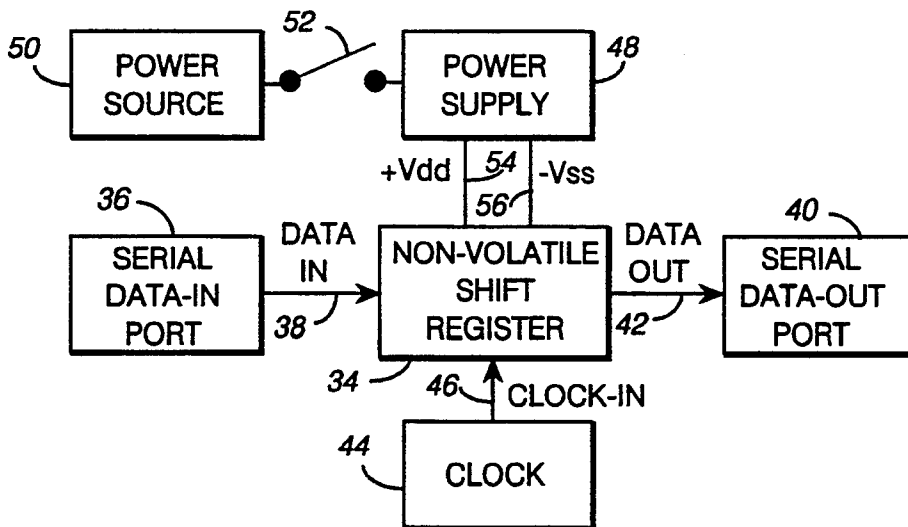 50
POWER
SOURCE
52
POWER
SUPPLY
48
+Vdd
54
-Vss
56
36
SERIAL
DATA-IN
PORT
DATA
IN
38
NON-VOLATILE
SHIFT
REGISTER
34
DATA
OUT
42
40
SERIAL
DATA-OUT
PORT
46
CLOCK-IN
44
CLOCK